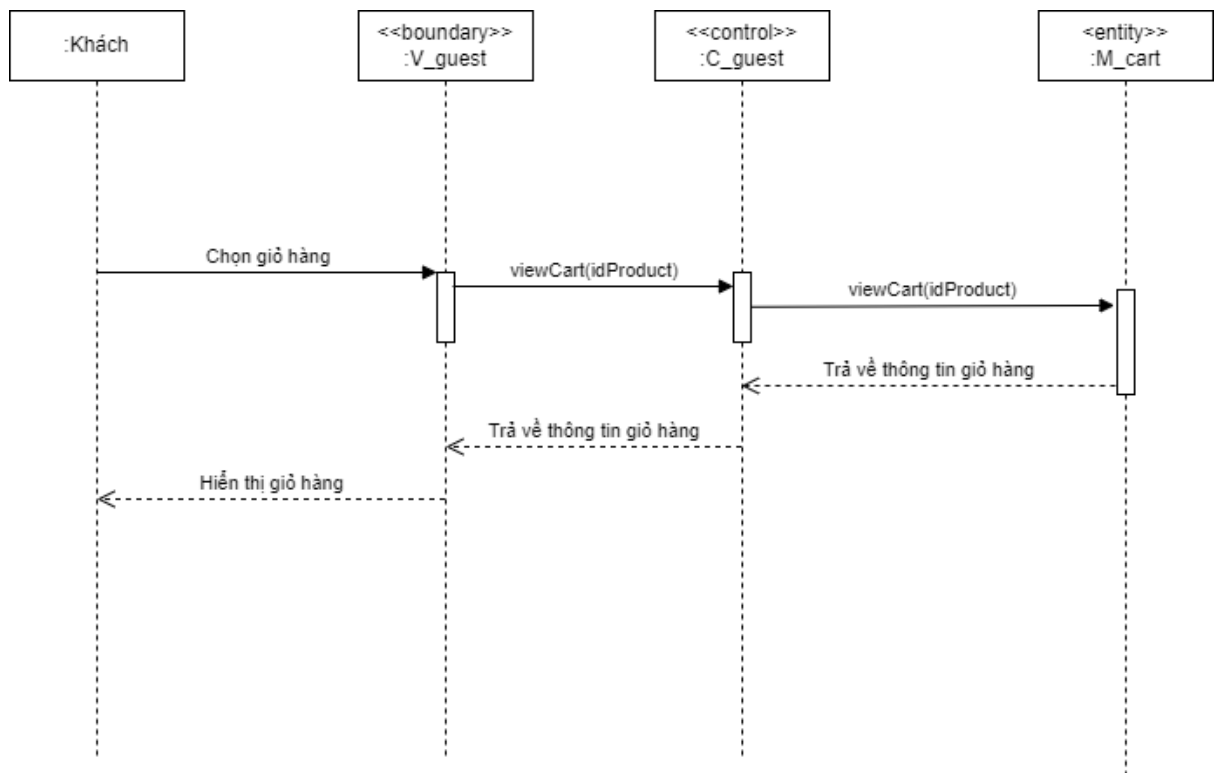 :Khách
<<boundary>>
:V_guest
<<control>>
:C_guest
<entity>>
:M_cart
Chọn giỏ hàng
viewCart(idProduct)
viewCart(idProduct)
Trả về thông tin giỏ hàng
Trả về thông tin giỏ hàng
Hiển thị giỏ hàng